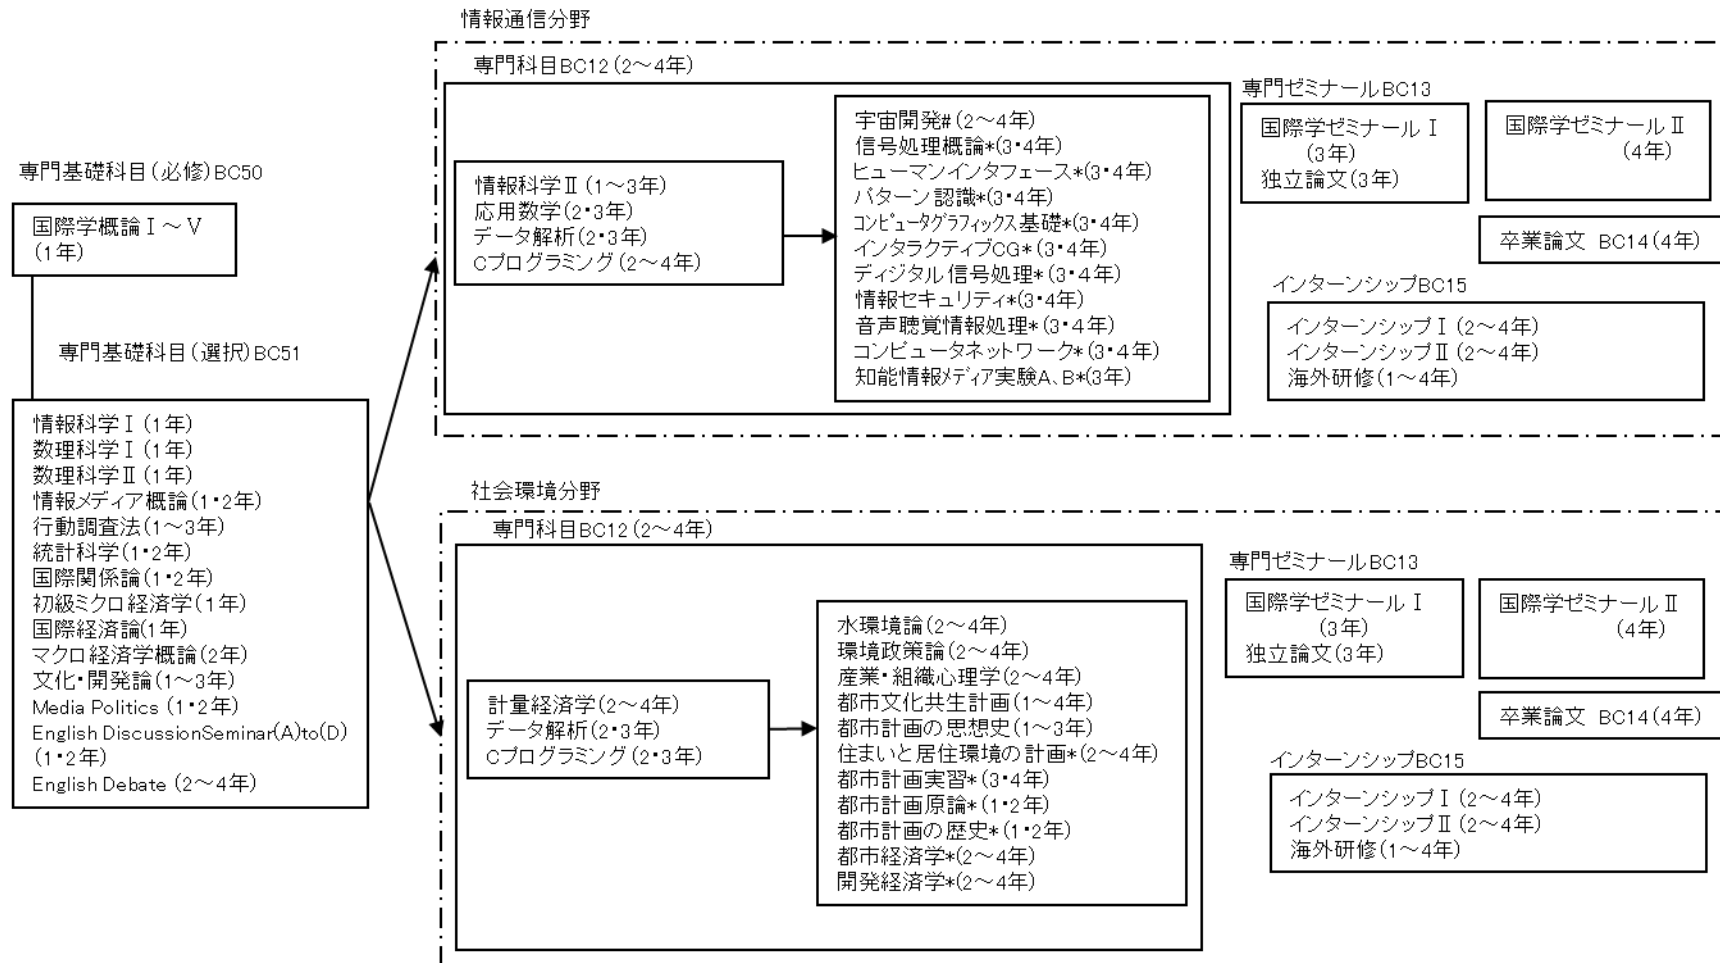 情報通信分野
専門科目BC12(2～4年)
専門ゼミナールBC13
宇宙開発#(2～4年)
信号処理概論*(3・4年)
ヒューマンインタフェース*(3・4年)
パターン認識*(3・4年)
コンピュータグラフィックス基礎*(3・4年)
インタラクティブCG*(3・4年)
ディジタル信号処理*(3・4年)
情報セキュリティ*(3・4年)
音声聴覚情報処理*(3・4年)
コンピュータネットワーク*(3・4年)
知能情報メディア実験A、B*(3年)
国際学ゼミナールⅠ
(3年)
独立論文(3年)
国際学ゼミナールⅡ
(4年)
専門基礎科目(必修)BC50
国際学概論Ⅰ～Ⅴ
(1年)
情報科学Ⅱ(1～3年)
応用数学(2・3年)
データ解析(2・3年)
Cプログラミング(2～4年)
卒業論文 BC14(4年)
インターンシップBC15
インターンシップⅠ(2～4年)
インターンシップⅡ(2～4年)
海外研修(1～4年)
専門基礎科目(選択)BC51
情報科学Ⅰ(1年)
数理科学Ⅰ(1年)
数理科学Ⅱ(1年)
情報メディア概論(1・2年)
行動調査法(1～3年)
統計科学(1・2年)
国際関係論(1・2年)
初級ミクロ経済学(1年)
国際経済論(1年)
マクロ経済学概論(2年)
文化・開発論(1～3年)
Media Politics (1・2年)
English DiscussionSeminar(A)to(D)
(1・2年)
English Debate (2～4年)
社会環境分野
専門科目BC12(2～4年)
専門ゼミナールBC13
国際学ゼミナールⅠ
(3年)
独立論文(3年)
国際学ゼミナールⅡ
(4年)
計量経済学(2～4年)
データ解析(2・3年)
Cプログラミング(2・3年)
水環境論(2～4年)
環境政策論(2～4年)
産業・組織心理学(2～4年)
都市文化共生計画(1～4年)
都市計画の思想史(1～3年)
住まいと居住環境の計画*(2～4年)
都市計画実習*(3・4年)
都市計画原論*(1・2年)
都市計画の歴史*(1・2年)
都市経済学*(2～4年)
開発経済学*(2～4年)
卒業論文 BC14(4年)
インターンシップBC15
インターンシップⅠ(2～4年)
インターンシップⅡ(2～4年)
海外研修(1～4年)